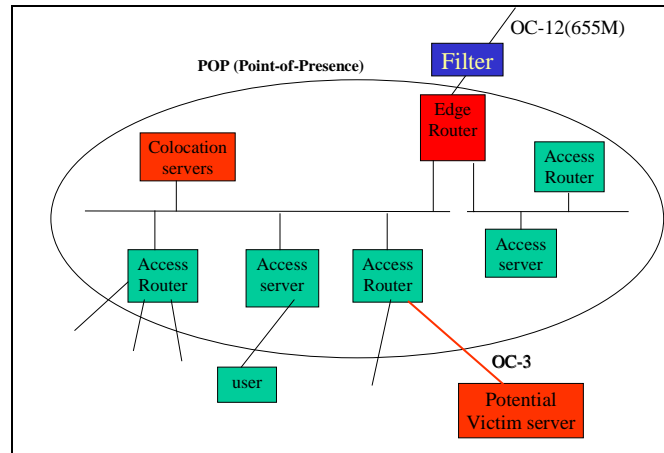 OC-12(655M)
Filter
POP (Point-of-Presence)
Edge
Router
Colocation
servers
Access
Router
Access
Router
Access
server
Access
Router
Access
server
OC-3
user
Potential
Victim server